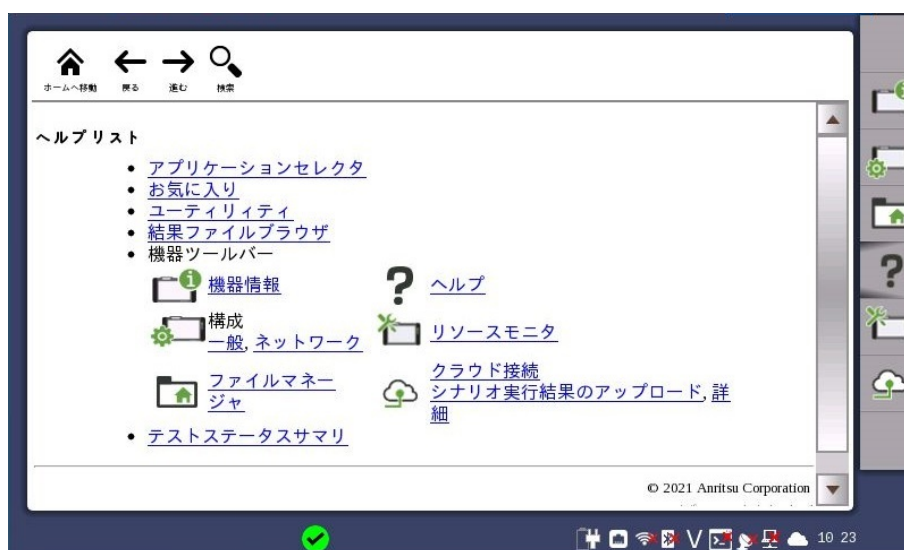 ホームへ移動 戻る 進む 検索
ヘルプリスト
アプリケーションセレクタ
お気に入り
ユーティリィティ
結果ファイルブラウザ
機器ツールバー
機器情報 ヘルプ
構成
一般, ネットワーク
リソースモニタ
ファイルマネー
ジャ
クラウド接続
シナリオ実行結果のアップロード, 詳
細
テストステータスサマリ
© 2021 Anritsu Corporation
V
10 23